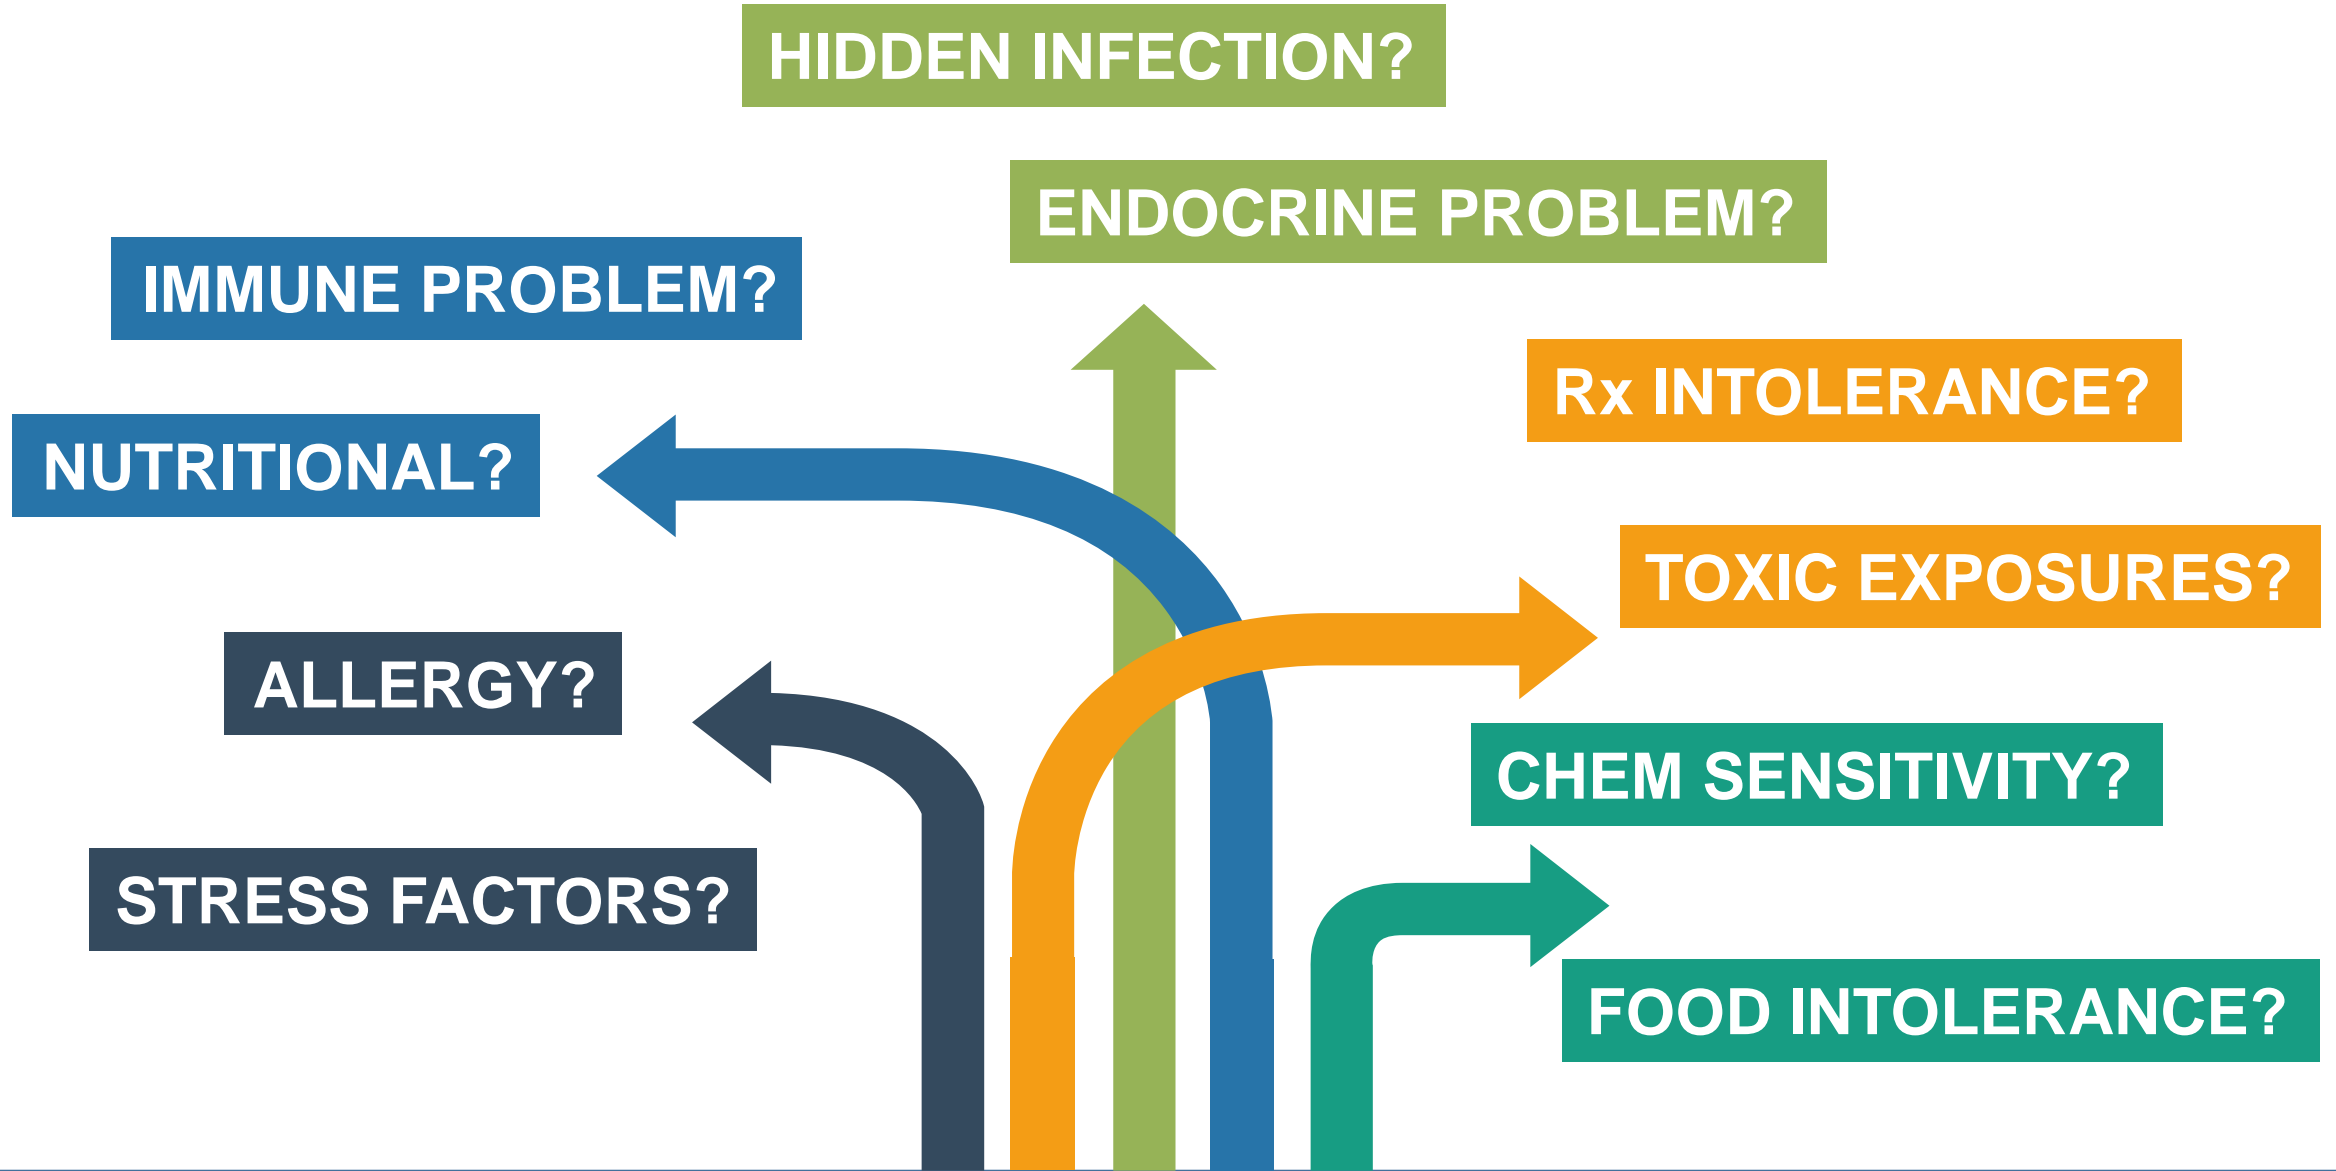 HIDDEN INFECTION?
ENDOCRINE PROBLEM?
IMMUNE PROBLEM?
Rx INTOLERANCE?
NUTRITIONAL?
TOXIC EXPOSURES?
ALLERGY?
CHEM SENSITIVITY?
STRESS FACTORS?
FOOD INTOLERANCE?